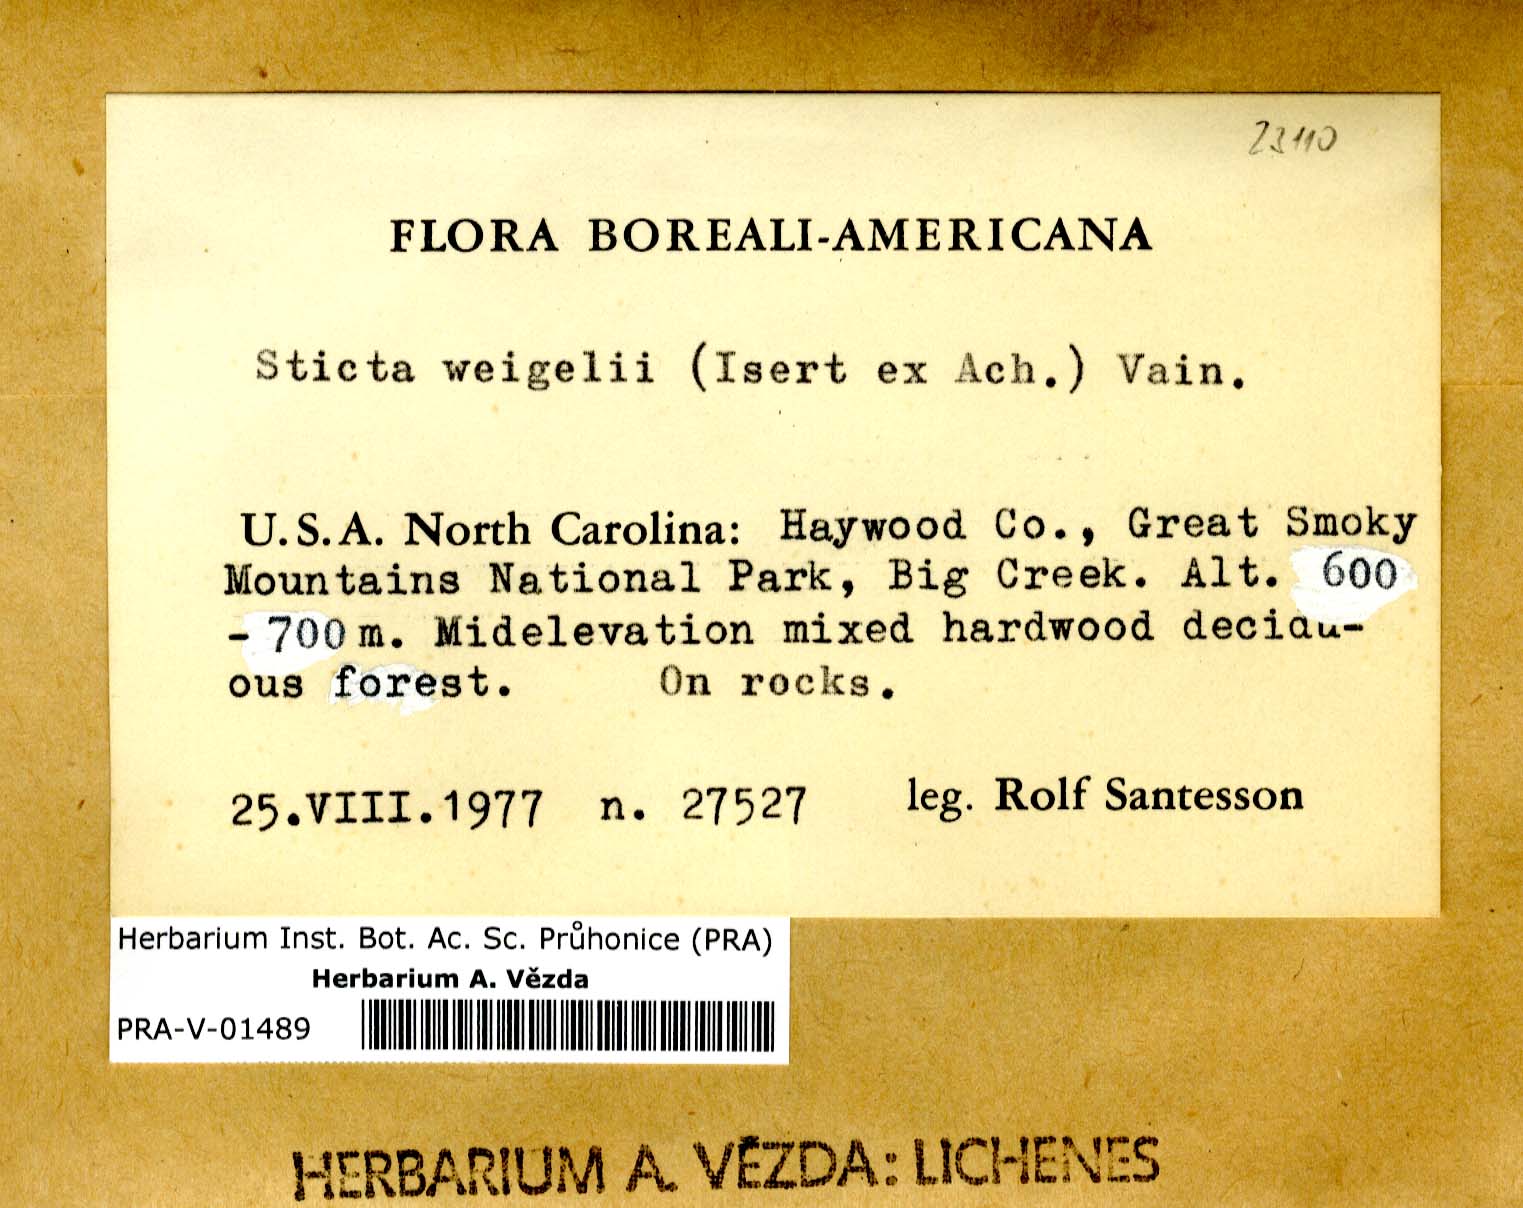 23110
FLORA BOREALI-AMERICANA
Sticta weigelii (Isert ex Ach.) Vain.
U.S.A. North Carolina: Haywood Co., Great Smoky
Mountains National Park, Big Creek. Alt. 600
- 700 m. Midelevation mixed hardwood decidu-
ous forest. On rocks.
25.VIII.1977 n. 27527 leg. Rolf Santesson
Herbarium Inst. Bot. Ac. Sc. Průhonice (PRA)
Herbarium A. Vězda
PRA-V-01489
HERBARIUM A. VĚZDA: LICHENES